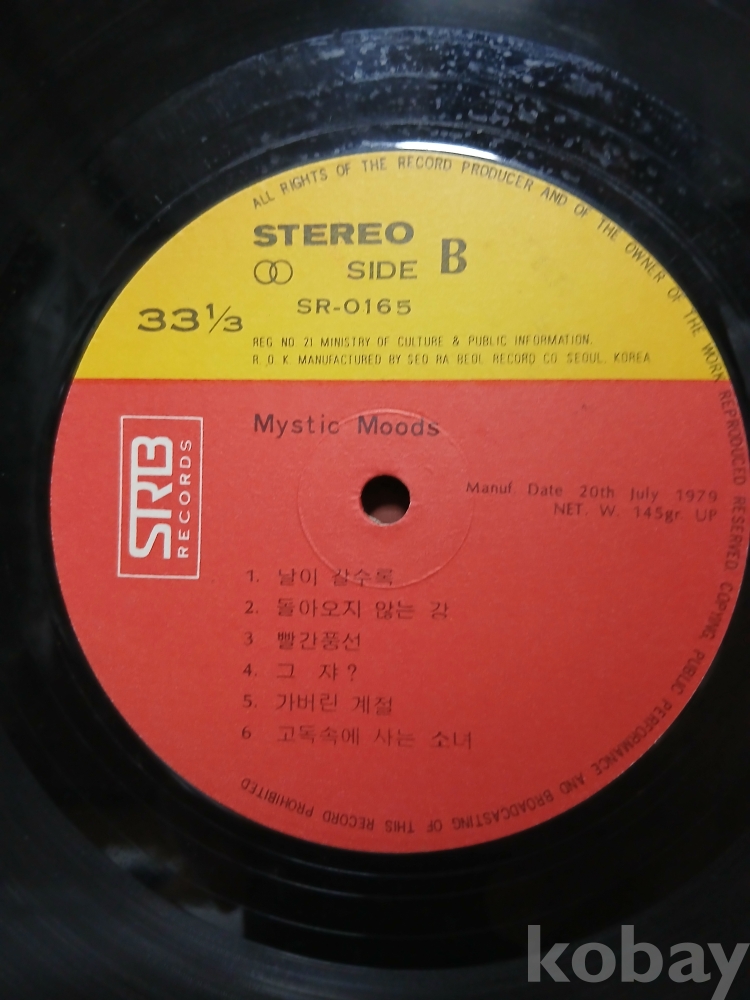 ALL RIGHTS OF THE RECORD PRODUCER AND OF THE OWNER OF THE WORK REPRODUCED RESERVED COPYING, PUBLIC PERFORMANCE AND BROADCASTING OF THIS RECORD PROHIBITED
STEREO
SIDE B
SR-0165
33⅓
REG NO 21 MINISTRY OF CULTURE & PUBLIC INFORMATION.
R. O. K. MANUFACTURED BY SEO RA BEOL RECORD CO SEOUL. KOREA
SRB
RECORDS
Mystic Moods
Manuf. Date 20th July 1979
NET. W. 145gr. UP
1. 날이 갈수록
2. 돌아오지 않는 강
3 빨간풍선
4. 그 쟈?
5. 가버린 계절
6 고독속에 사는 소녀
kobay